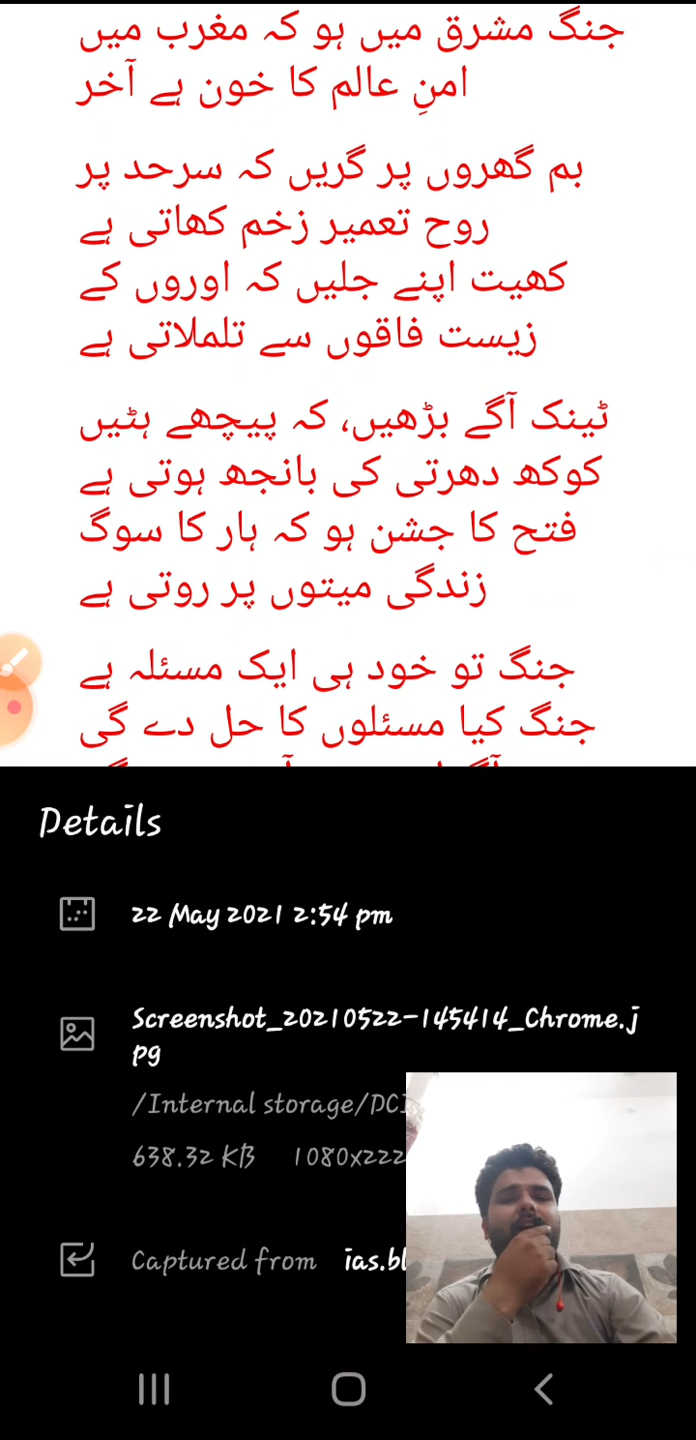 جنگ مشرق میں ہو کہ مغرب میں
امنِ عالم کا خون ہے آخر
بم گھروں پر گریں کہ سرحد پر
روح تعمیر زخم کھاتی ہے
کھیت اپنے جلیں کہ اوروں کے
زیست فاقوں سے تلملاتی ہے
ٹینک آگے بڑھیں، کہ پیچھے ہٹیں
کوکھ دھرتی کی بانجھ ہوتی ہے
فتح کا جشن ہو کہ ہار کا سوگ
زندگی میتوں پر روتی ہے
جنگ تو خود ہی ایک مسئلہ ہے
جنگ کیا مسئلوں کا حل دے گی
Details
22 May 2021 2:54 pm
Screenshot_20210522-145414_Chrome.j
pg
/Internal storage/DCI
638.32 KB 1080x222
Captured from ias.bl